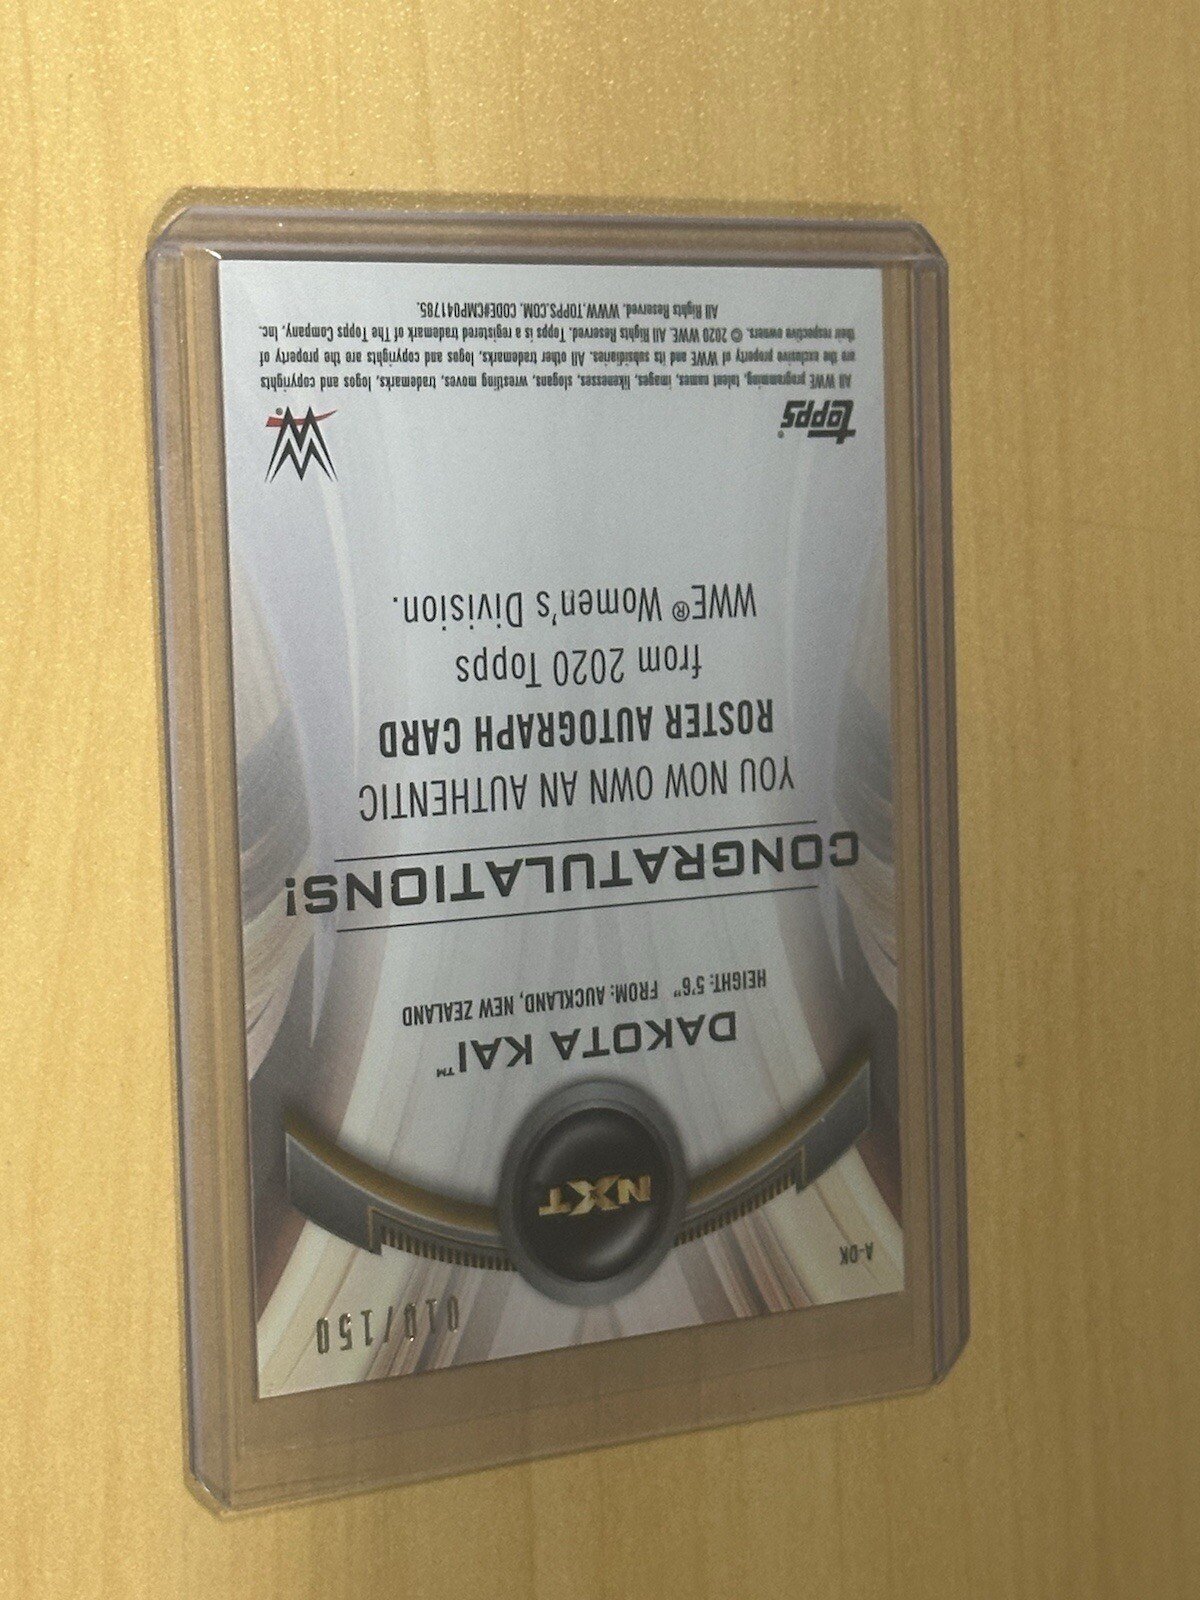 010/150
A-DK
NXT
DAKOTA KAI™
HEIGHT: 5'6" FROM: AUCKLAND, NEW ZEALAND
CONGRATULATIONS!
YOU NOW OWN AN AUTHENTIC
ROSTER AUTOGRAPH CARD
from 2020 Topps
WWE® Women's Division.
topps®
W
All WWE programming, talent names, images, likenesses, slogans, wrestling moves, trademarks, logos and copyrights
are the exclusive property of WWE and its subsidiaries. All other trademarks, logos and copyrights are the property of
their respective owners. © 2020 WWE. All Rights Reserved. Topps is a registered trademark of The Topps Company, Inc.
All Rights Reserved. WWW.TOPPS.COM. CODE#CMP041785.